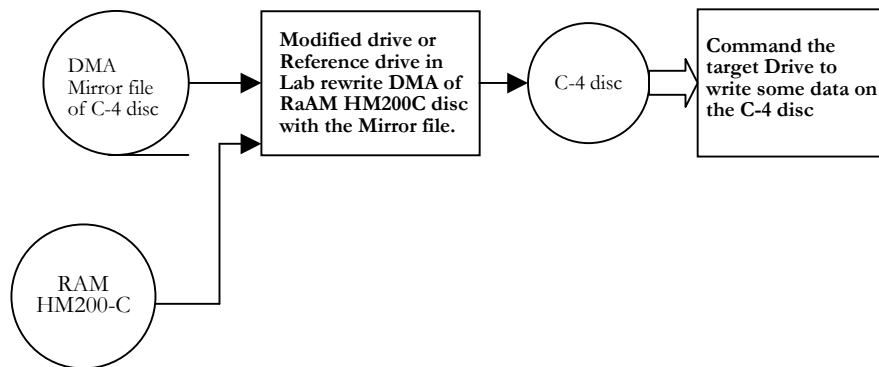 DMA
Mirror file
of C-4 disc
Modified drive or
Reference drive in
Lab rewrite DMA of
RaAM HM200C disc
with the Mirror file.
C-4 disc
Command the
target Drive to
write some data on
the C-4 disc
RAM
HM200-C